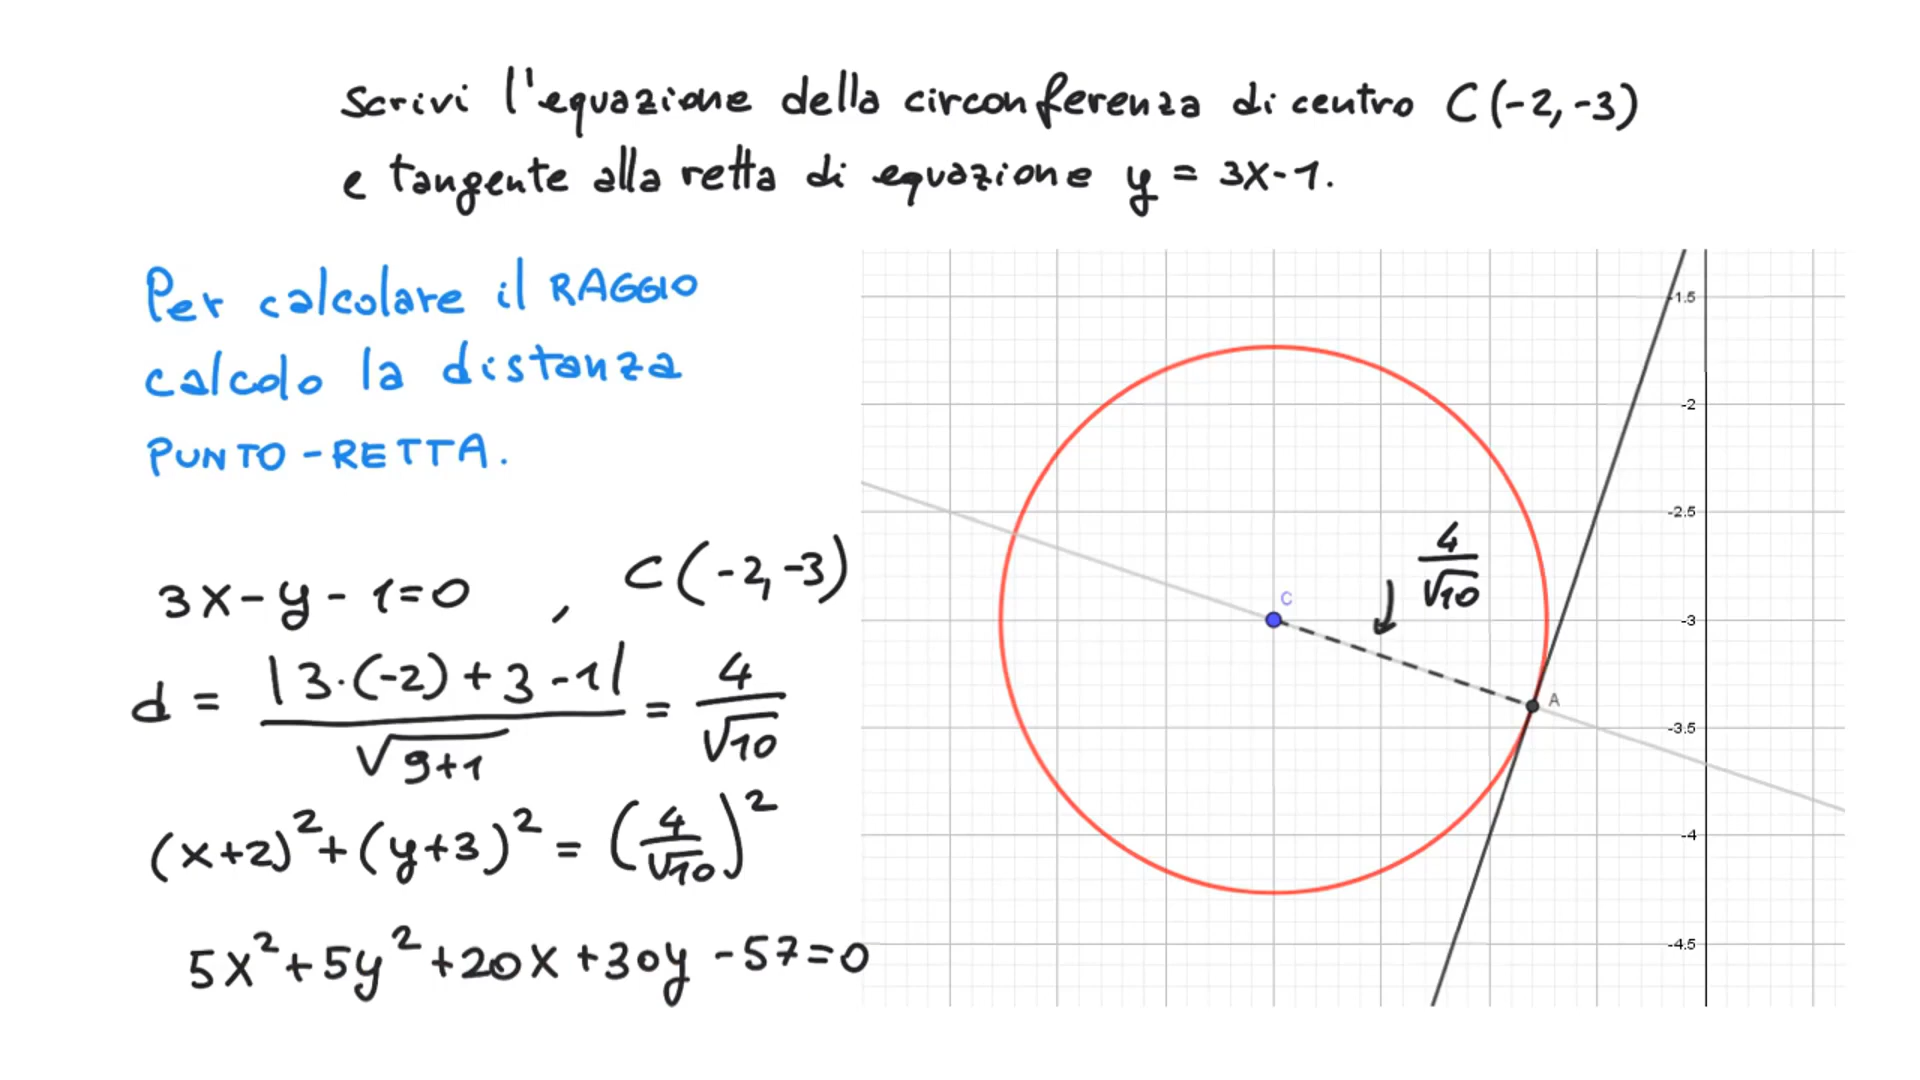 Scrivi l'equazione della circonferenza di centro C(-2,-3)
e tangente alla retta di equazione y = 3x-1.
Per calcolare il RAGGIO
calcolo la distanza
PUNTO-RETTA.
3x-y-1=0 , C(-2,-3)
d = |3·(-2)+3-1| / √9+1 = 4/√10
(x+2)²+(y+3)² = (4/√10)²
5x²+5y²+20x+30y-57=0
-1.5
-2
-2.5
4/√10
C
-3
A
-3.5
-4
-4.5